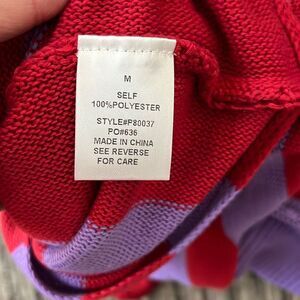 M
SELF
100%POLYESTER
STYLE#P80037
PO#636
MADE IN CHINA
SEE REVERSE
FOR CARE